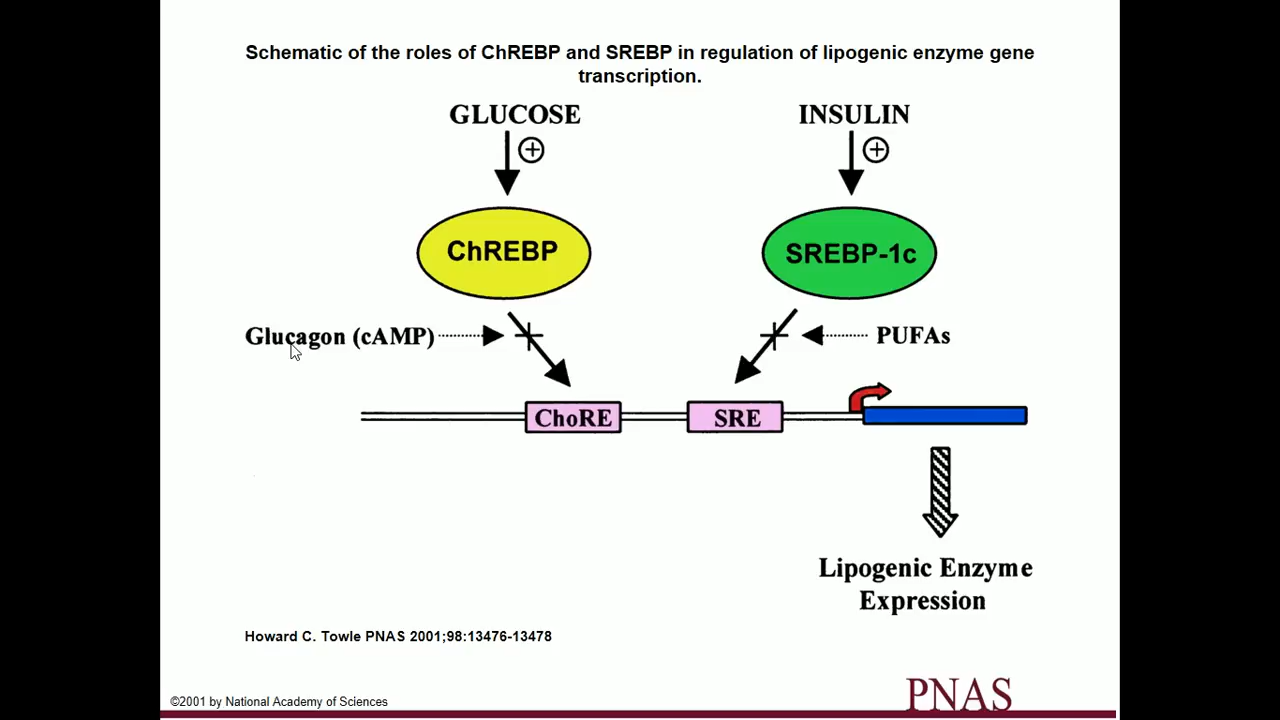 Schematic of the roles of ChREBP and SREBP in regulation of lipogenic enzyme gene
transcription.
GLUCOSE
INSULIN
+
+
ChREBP
SREBP-1c
Glucagon (cAMP)
PUFAs
ChoRE
SRE
Lipogenic Enzyme
Expression
Howard C. Towle PNAS 2001;98:13476-13478
©2001 by National Academy of Sciences
PNAS